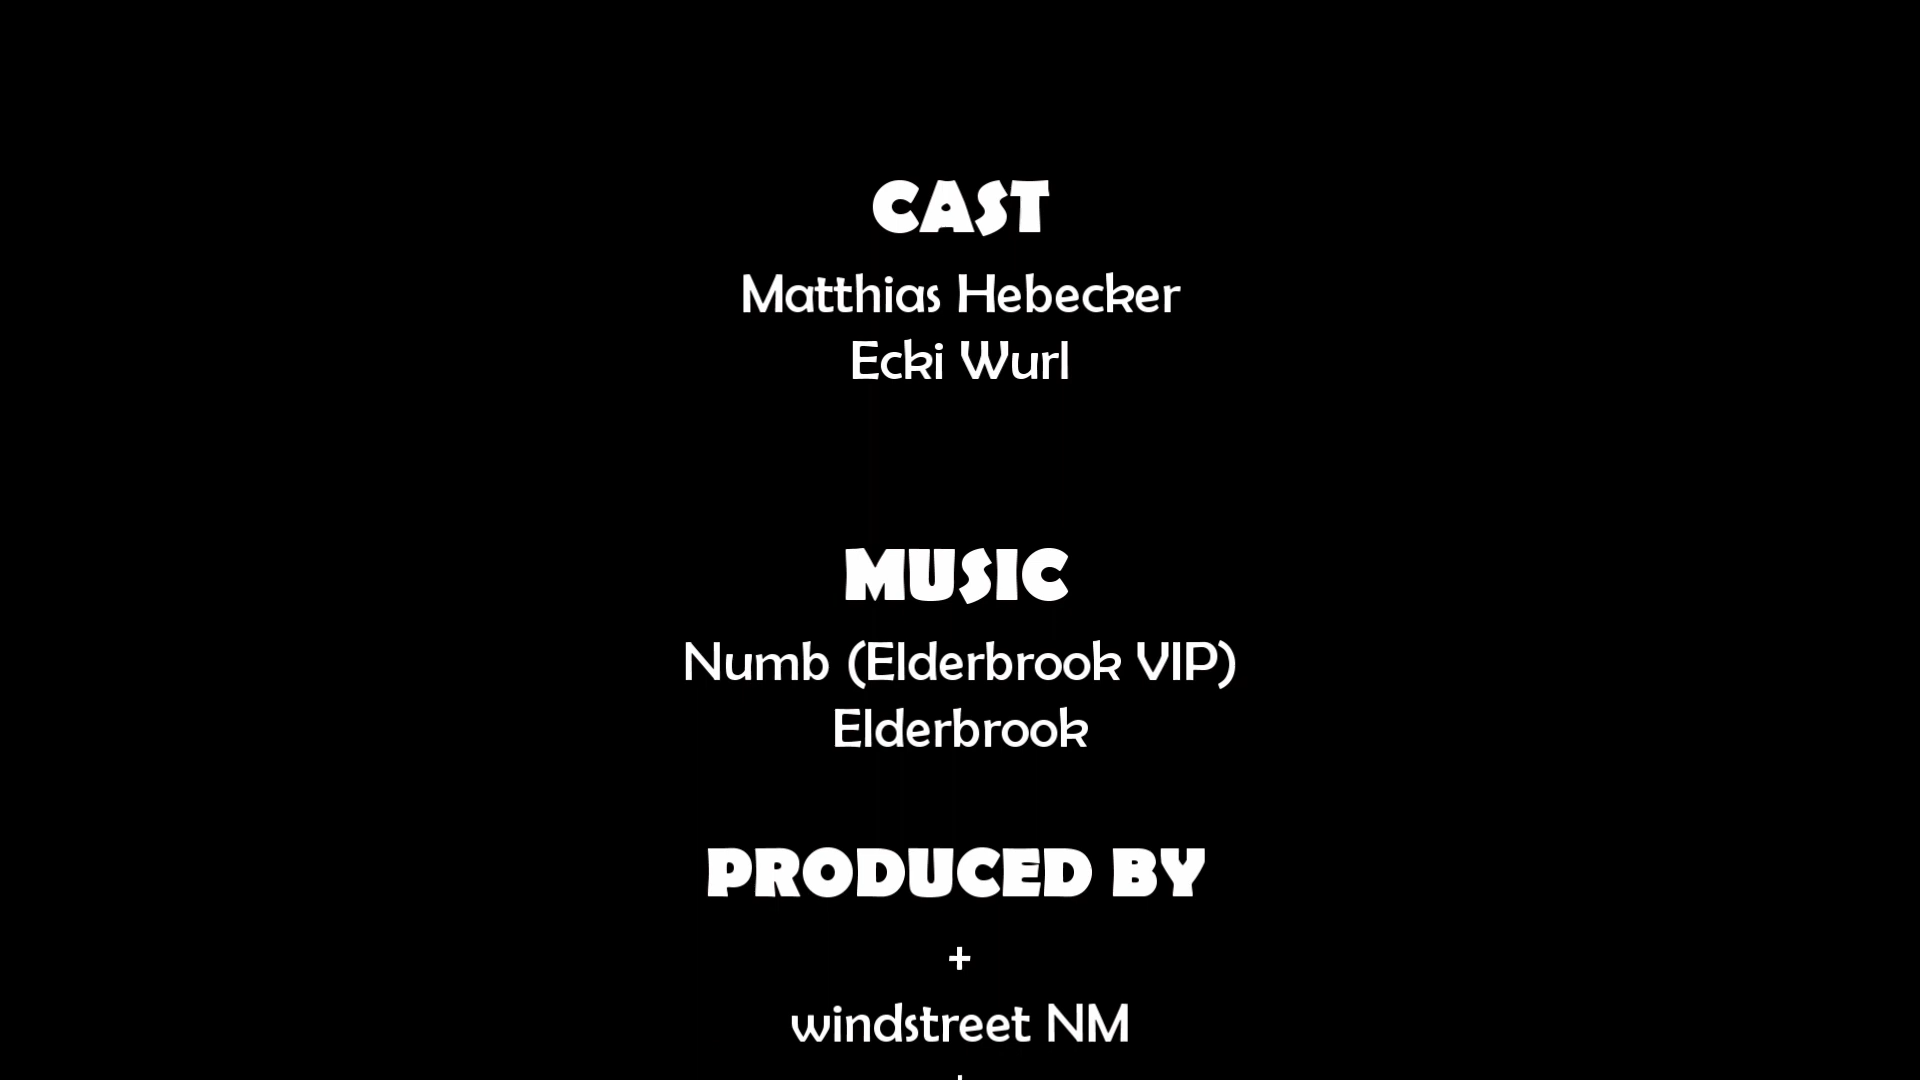 CAST
Matthias Hebecker
Ecki Wurl
MUSIC
Numb (Elderbrook VIP)
Elderbrook
PRODUCED BY
+
windstreet NM